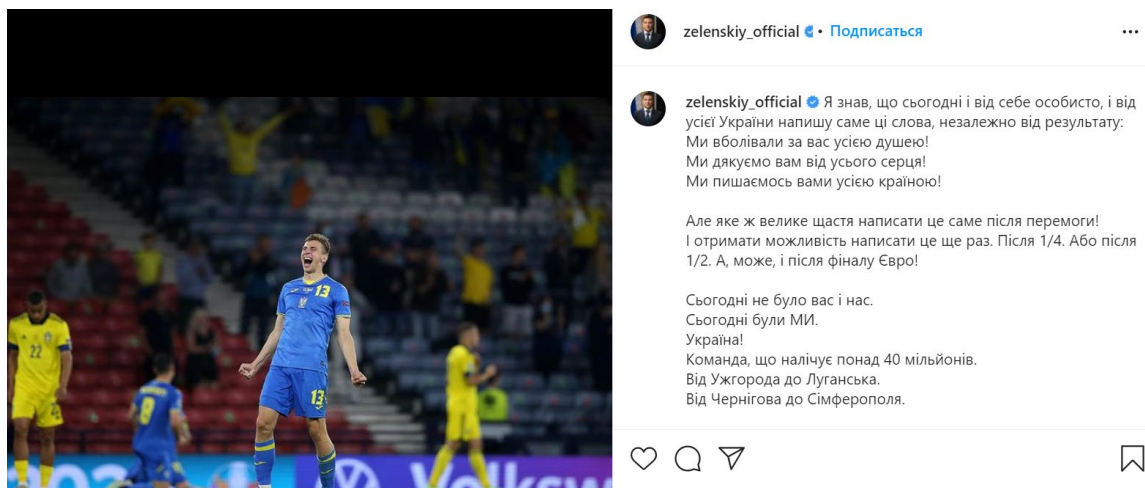 zelenskiy_official • Подписаться
zelenskiy_official Я знав, що сьогодні і від себе особисто, і від
усієї України напишу саме ці слова, незалежно від результату:
Ми вболівали за вас усією душею!
Ми дякуємо вам від усього серця!
Ми пишаємось вами усією країною!
Але яке ж велике щастя написати це саме після перемоги!
І отримати можливість написати це ще раз. Після 1/4. Або після
1/2. А, може, і після фіналу Євро!
Сьогодні не було вас і нас.
Сьогодні були МИ.
Україна!
Команда, що налічує понад 40 мільйонів.
Від Ужгорода до Луганська.
Від Чернігова до Сімферополя.
13
22
8
13
Volksw